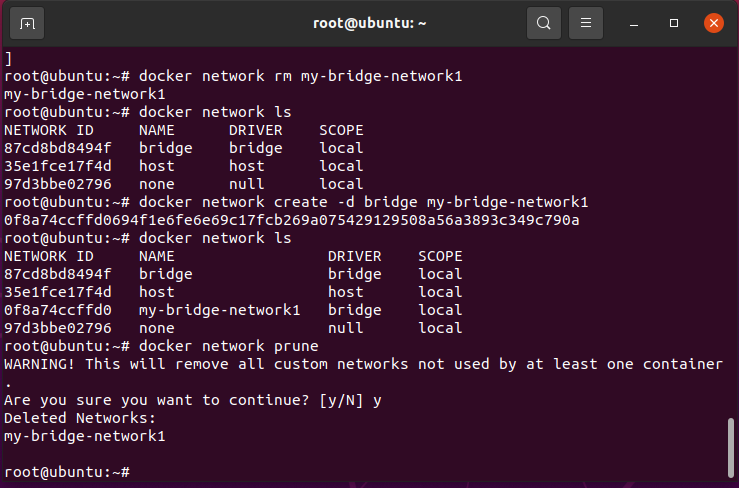 root@ubuntu: ~
]
root@ubuntu:~# docker network rm my-bridge-network1
my-bridge-network1
root@ubuntu:~# docker network ls
NETWORK ID     NAME      DRIVER    SCOPE
87cd8bd8494f   bridge    bridge    local
35e1fce17f4d   host      host      local
97d3bbe02796   none      null      local
root@ubuntu:~# docker network create -d bridge my-bridge-network1
0f8a74ccffd0694f1e6fe6e69c17fcb269a075429129508a56a3893c349c790a
root@ubuntu:~# docker network ls
NETWORK ID     NAME                 DRIVER    SCOPE
87cd8bd8494f   bridge               bridge    local
35e1fce17f4d   host                 host      local
0f8a74ccffd0   my-bridge-network1   bridge    local
97d3bbe02796   none                 null      local
root@ubuntu:~# docker network prune
WARNING! This will remove all custom networks not used by at least one container
.
Are you sure you want to continue? [y/N] y
Deleted Networks:
my-bridge-network1
root@ubuntu:~#